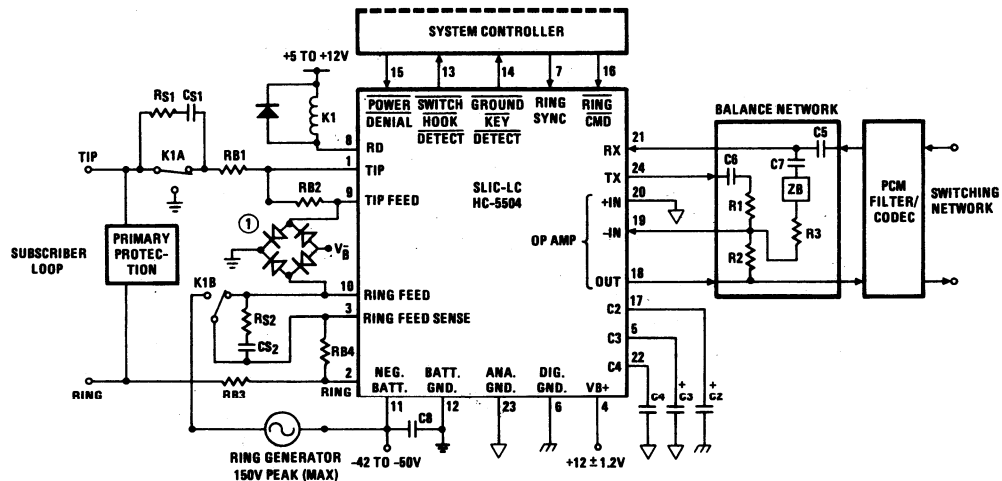 SYSTEM CONTROLLER
+5 TO +12V
15
13
14
7
16
RS1
CS1
K1
POWER DENIAL
SWITCH HOOK DETECT
GROUND KEY DETECT
RING SYNC
RING CMD
BALANCE NETWORK
8
RD
21
RX
C5
TIP
K1A
RB1
1
TIP
24
TX
C6
C7
RB2
9
TIP FEED
SLIC-LC
HC-5504
20
+IN
R1
ZB
PCM
FILTER/
CODEC
SWITCHING
NETWORK
1
VB-
OP AMP
19
-IN
R2
R3
SUBSCRIBER
LOOP
PRIMARY
PROTEC-
TION
18
OUT
K1B
10
RING FEED
17
C2
3
RING FEED SENSE
5
C3
RS2
CS2
RB4
22
C4
RING
RB3
2
RING
NEG.
BATT.
BATT.
GND.
ANA.
GND.
DIG.
GND.
VB+
C4
+
C3
+
C2
11
12
23
6
4
C8
RING GENERATOR
150V PEAK (MAX)
-42 TO -50V
+12 ± 1.2V